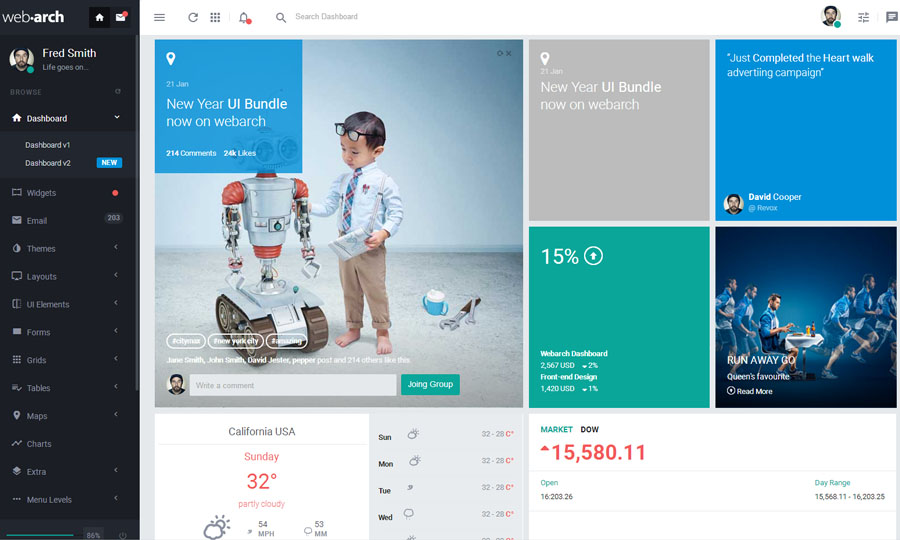 web·arch
Search Dashboard
Fred Smith
Life goes on...
BROWSE
Dashboard
Dashboard v1
Dashboard v2 NEW
Widgets
Email 203
Themes
Layouts
UI Elements
Forms
Grids
Tables
Maps
Charts
Extra
Menu Levels
86%
21 Jan
New Year UI Bundle
now on webarch
214 Comments 24k Likes
#citymax #new york city #amazing
Jane Smith, John Smith, David Jester, pepper post and 214 others like this.
Write a comment
Joing Group
21 Jan
New Year UI Bundle
now on webarch
“Just Completed the Heart walk
advertiing campaign”
David Cooper
@ Revox
15%
Webarch Dashboard
2,567 USD 2%
Front-end Design
1,420 USD 1%
RUN AWAY GO
Queen's favourite
Read More
California USA
Sunday
32°
partly cloudy
54
MPH
53
MM
Sun 32 - 28 C°
Mon 32 - 28 C°
Tue 32 - 28 C°
Wed 32 - 28 C°
MARKET DOW
15,580.11
Open Day Range
16:203.26 15,568.11 - 16,203.25